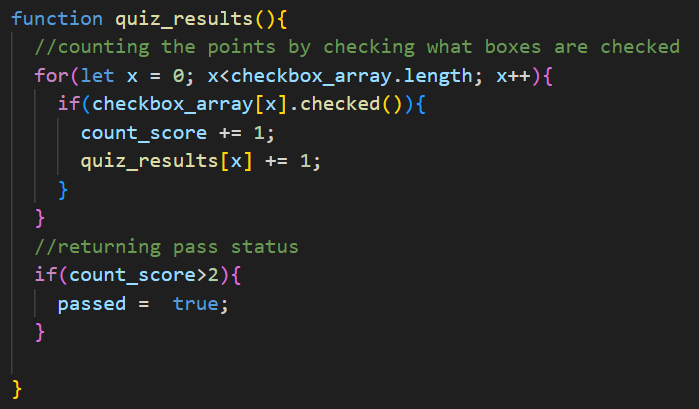 function quiz_results(){
  //counting the points by checking what boxes are checked
  for(let x = 0; x<checkbox_array.length; x++){
    if(checkbox_array[x].checked()){
      count_score += 1;
      quiz_results[x] += 1;
    }
  }
  //returning pass status
  if(count_score>2){
    passed =  true;
  }

}